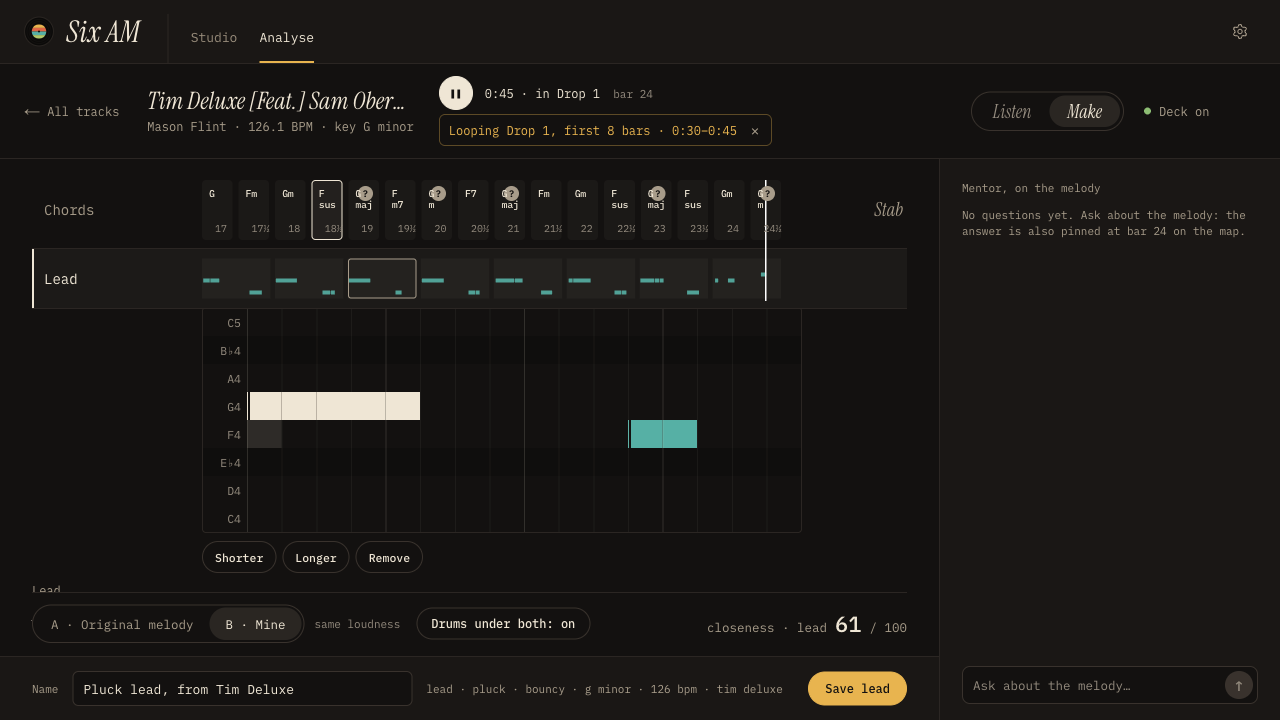 Six AM
Studio
Analyse
← All tracks
Tim Deluxe [Feat.] Sam Ober…
Mason Flint · 126.1 BPM · key G minor
0:45 · in Drop 1 bar 24
Looping Drop 1, first 8 bars · 0:30–0:45 ×
Listen
Make
Deck on
Chords
G 17
Fm 17½
Gm 18
F sus 18½
maj ? 19
F m7 19½
m ? 20
F7 20½
maj ? 21
Fm 21½
Gm 22
F sus 22½
maj ? 23
F sus 23½
Gm 24
? 24½
Stab
Lead
C5
B♭4
A4
G4
F4
E♭4
D4
C4
Shorter
Longer
Remove
Lead
A · Original melody
B · Mine
same loudness
Drums under both: on
closeness · lead 61 / 100
Name
Pluck lead, from Tim Deluxe
lead · pluck · bouncy · g minor · 126 bpm · tim deluxe
Save lead
Mentor, on the melody
No questions yet. Ask about the melody: the
answer is also pinned at bar 24 on the map.
Ask about the melody…
↑